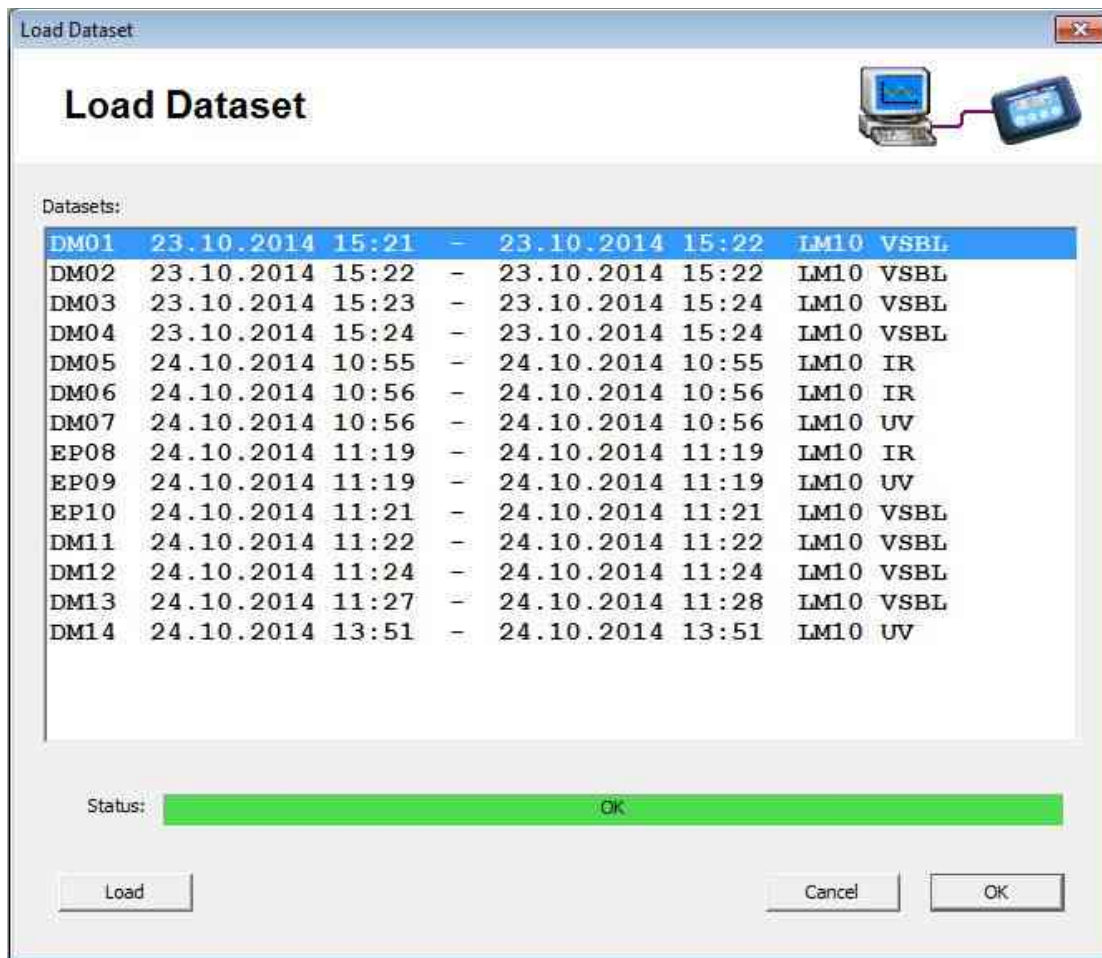 Load Dataset
Load Dataset
Datasets:
DM01 23.10.2014 15:21 - 23.10.2014 15:22 LM10 VSBL
DM02 23.10.2014 15:22 - 23.10.2014 15:22 LM10 VSBL
DM03 23.10.2014 15:23 - 23.10.2014 15:24 LM10 VSBL
DM04 23.10.2014 15:24 - 23.10.2014 15:24 LM10 VSBL
DM05 24.10.2014 10:55 - 24.10.2014 10:55 LM10 IR
DM06 24.10.2014 10:56 - 24.10.2014 10:56 LM10 IR
DM07 24.10.2014 10:56 - 24.10.2014 10:56 LM10 UV
EP08 24.10.2014 11:19 - 24.10.2014 11:19 LM10 IR
EP09 24.10.2014 11:19 - 24.10.2014 11:19 LM10 UV
EP10 24.10.2014 11:21 - 24.10.2014 11:21 LM10 VSBL
DM11 24.10.2014 11:22 - 24.10.2014 11:22 LM10 VSBL
DM12 24.10.2014 11:24 - 24.10.2014 11:24 LM10 VSBL
DM13 24.10.2014 11:27 - 24.10.2014 11:28 LM10 VSBL
DM14 24.10.2014 13:51 - 24.10.2014 13:51 LM10 UV
Status: OK
Load Cancel OK